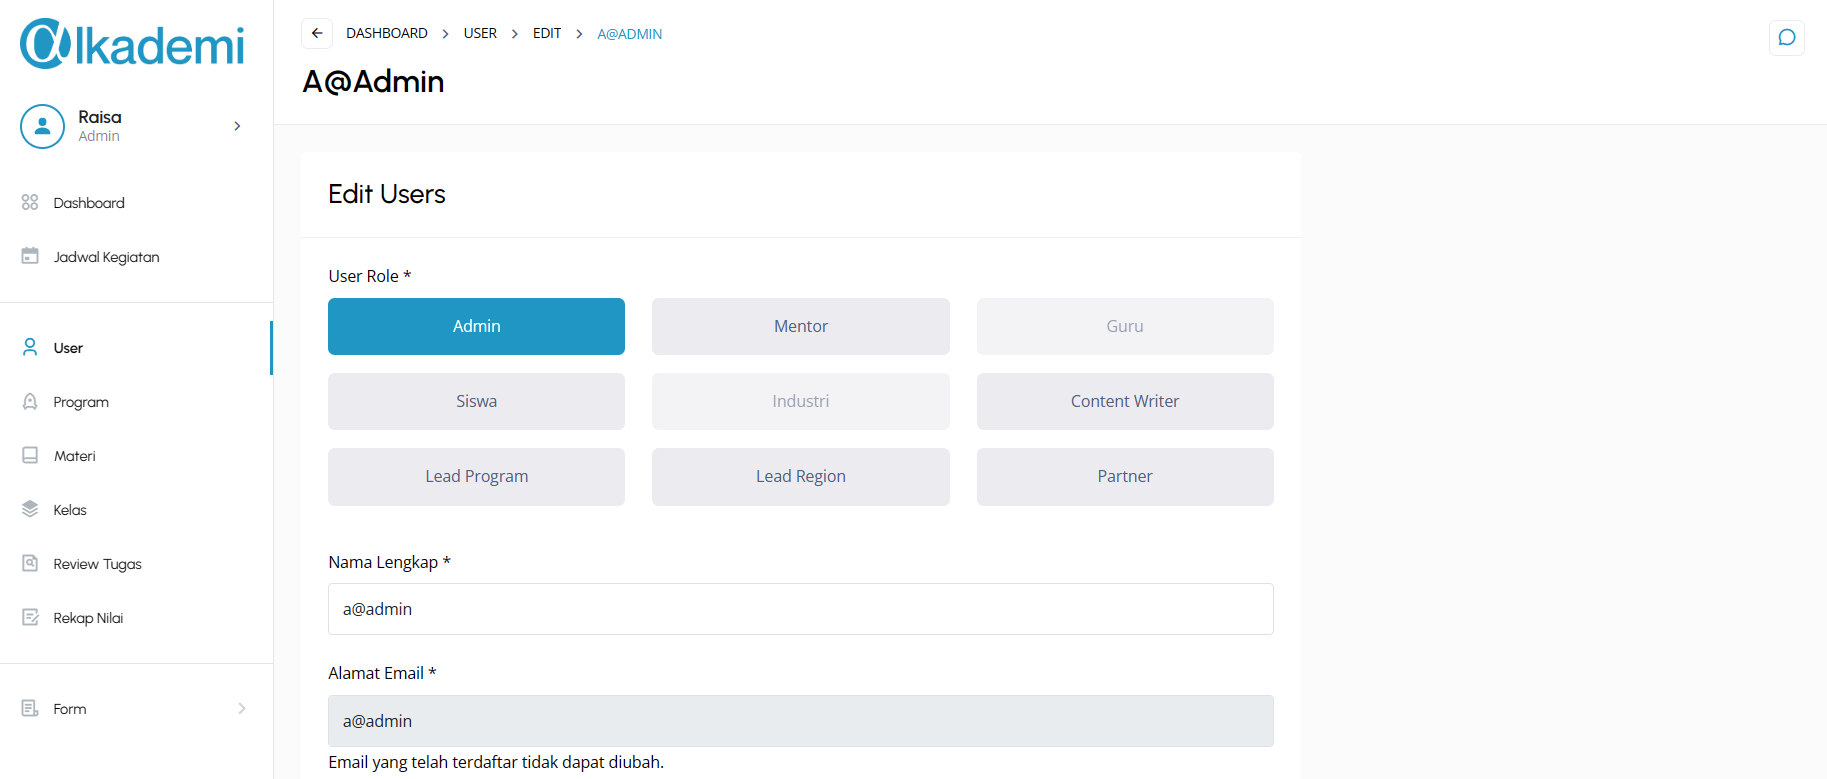 alkademi
Raisa
Admin
Dashboard
Jadwal Kegiatan
User
Program
Materi
Kelas
Review Tugas
Rekap Nilai
Form
DASHBOARD > USER > EDIT > A@ADMIN
A@Admin
Edit Users
User Role *
Admin Mentor Guru
Siswa Industri Content Writer
Lead Program Lead Region Partner
Nama Lengkap *
a@admin
Alamat Email *
a@admin
Email yang telah terdaftar tidak dapat diubah.